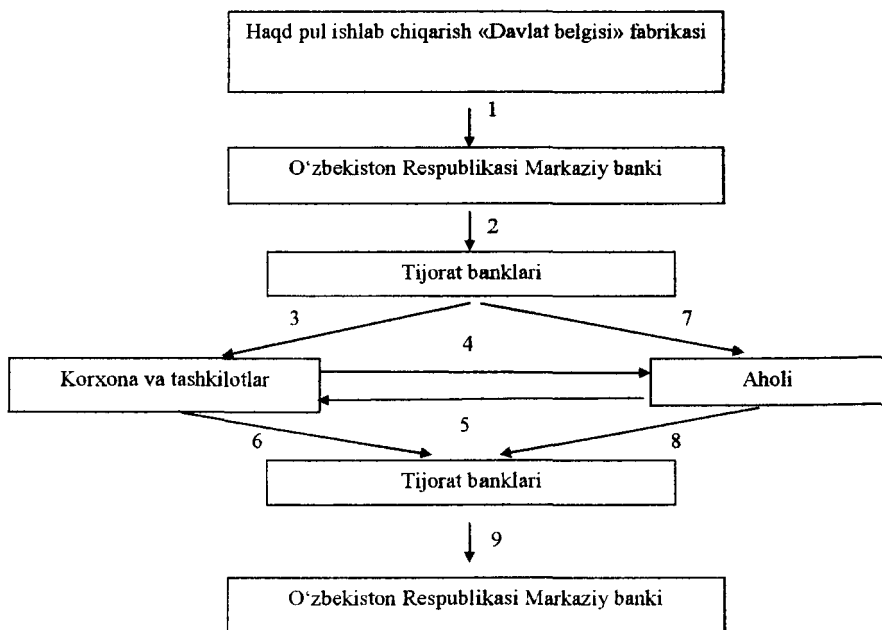 Haqd pul ishlab chiqarish «Davlat belgisi» fabrikasi
1
O‘zbekiston Respublikasi Markaziy banki
2
Tijorat banklari
3
7
4
Korxona va tashkilotlar
Aholi
5
6
8
Tijorat banklari
9
O‘zbekiston Respublikasi Markaziy banki